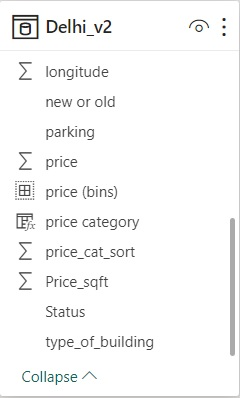 Delhi_v2
longitude
new or old
parking
price
price (bins)
price category
price_cat_sort
Price_sqft
Status
type_of_building
Collapse